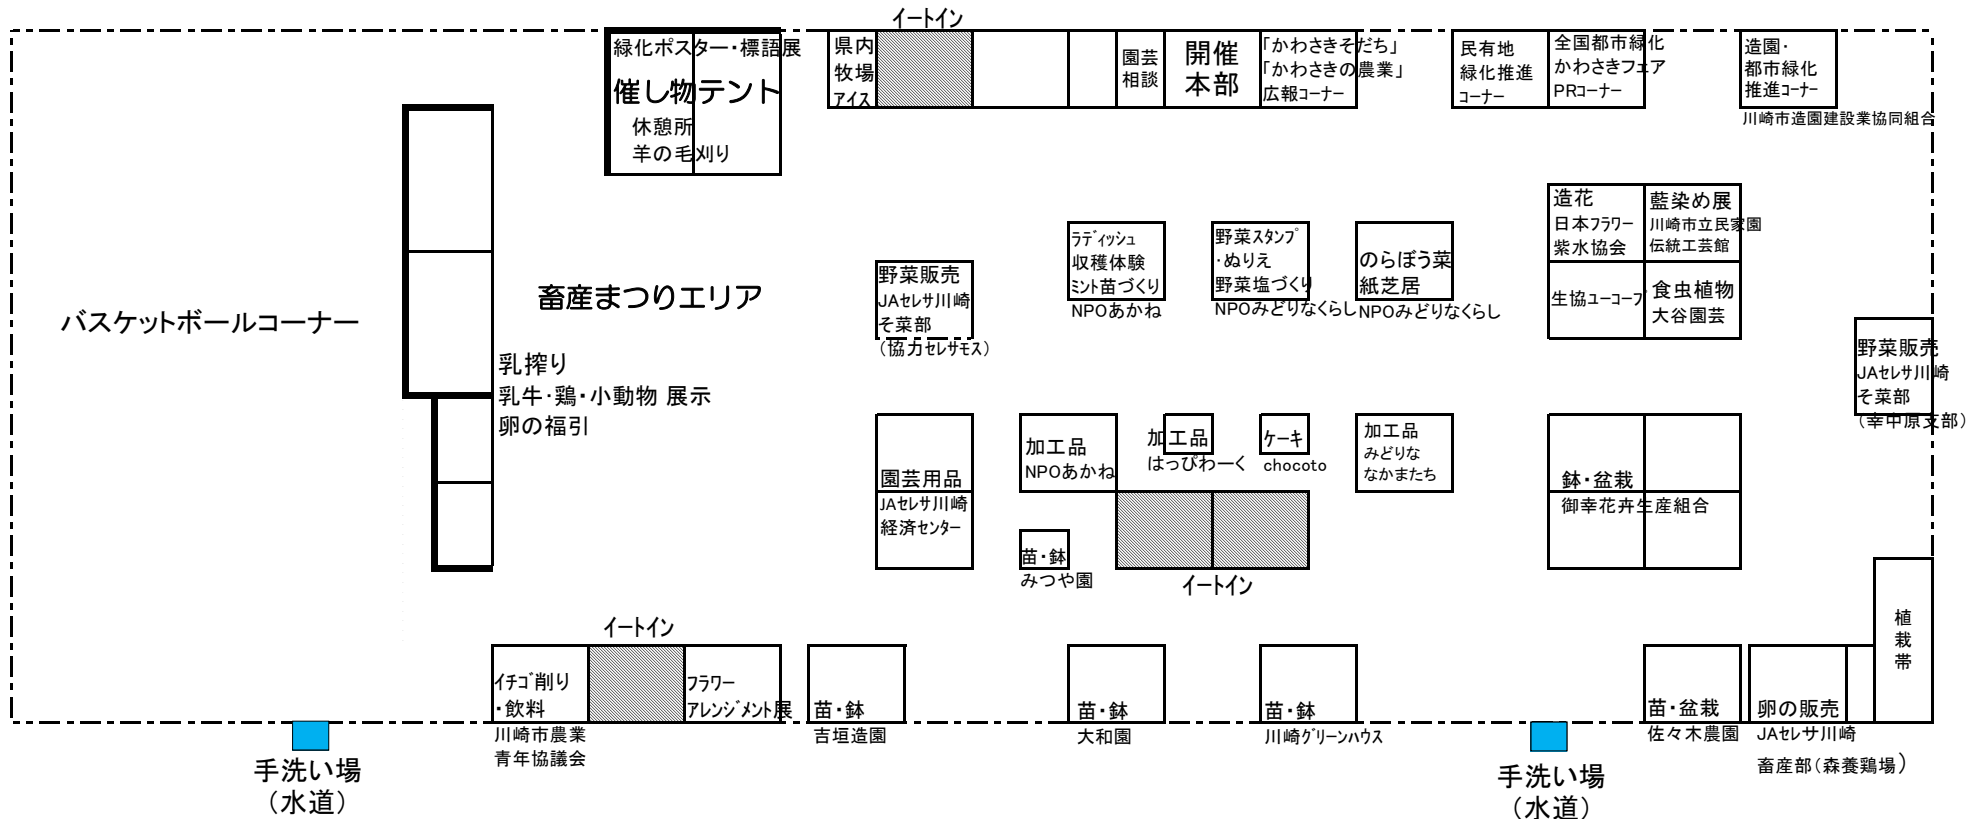 イートイン
緑化ポスター・標語展
催し物テント
休憩所
羊の毛刈り
県内
牧場
アイス
園芸
相談
開催
本部
「かわさきそだち」
「かわさきの農業」
広報コーナー
民有地
緑化推進
コーナー
全国都市緑化
かわさきフェア
PRコーナー
造園・
都市緑化
推進コーナー
川崎市造園建設業協同組合
バスケットボールコーナー
畜産まつりエリア
乳搾り
乳牛・鶏・小動物 展示
卵の福引
野菜販売
JAセレサ川崎
そ菜部
（協力セレサモス）
ラディッシュ
収穫体験
ミント苗づくり
NPOあかね
野菜スタンプ
・ぬりえ
野菜塩づくり
NPOみどりなくらし
のらぼう菜
紙芝居
NPOみどりなくらし
造花
日本フラワー
紫水協会
藍染め展
川崎市立民家園
伝統工芸館
生協ユーコープ
食虫植物
大谷園芸
野菜販売
JAセレサ川崎
そ菜部
（幸中原支部）
園芸用品
JAセレサ川崎
経済センター
加工品
NPOあかね
加工品
はっぴわーく
ケーキ
chocoto
加工品
みどりな
なかまたち
鉢・盆栽
御幸花卉生産組合
苗・鉢
みつや園
イートイン
植
栽
帯
イートイン
イチゴ削り
・飲料
川崎市農業
青年協議会
フラワー
アレンジメント展
苗・鉢
吉垣造園
苗・鉢
大和園
苗・鉢
川崎グリーンハウス
苗・盆栽
佐々木農園
卵の販売
JAセレサ川崎
畜産部（森養鶏場）
手洗い場
（水道）
手洗い場
（水道）